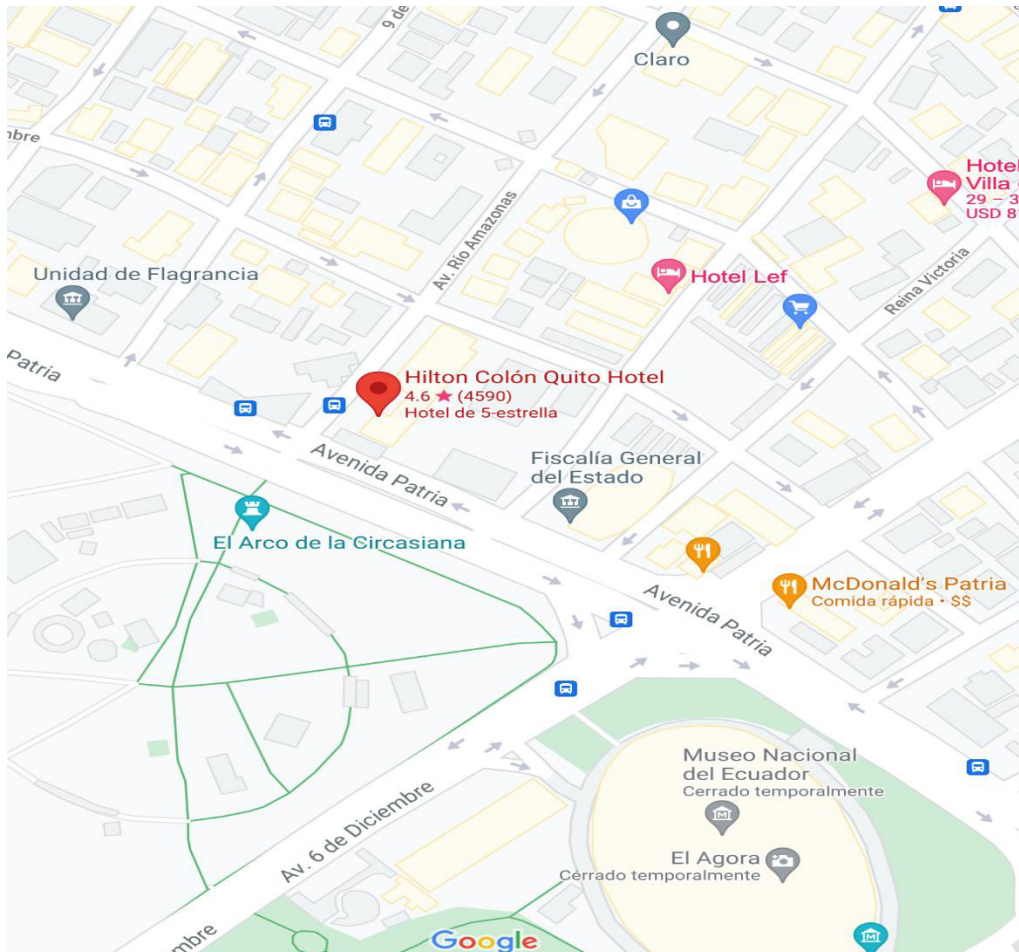 9 de
Claro
mbre
Hotel
Villa
29 – 3
USD 8
Unidad de Flagrancia
Av. Río Amazonas
Hotel Lef
Reina Victoria
Patria
Hilton Colón Quito Hotel
4.6 ★ (4590)
Hotel de 5-estrella
Avenida Patria
Fiscalía General
del Estado
El Arco de la Circasiana
McDonald's Patria
Comida rápida • $$
Avenida Patria
Museo Nacional
del Ecuador
Cerrado temporalmente
Av. 6 de Diciembre
El Agora
Cerrado temporalmente
Google
embre